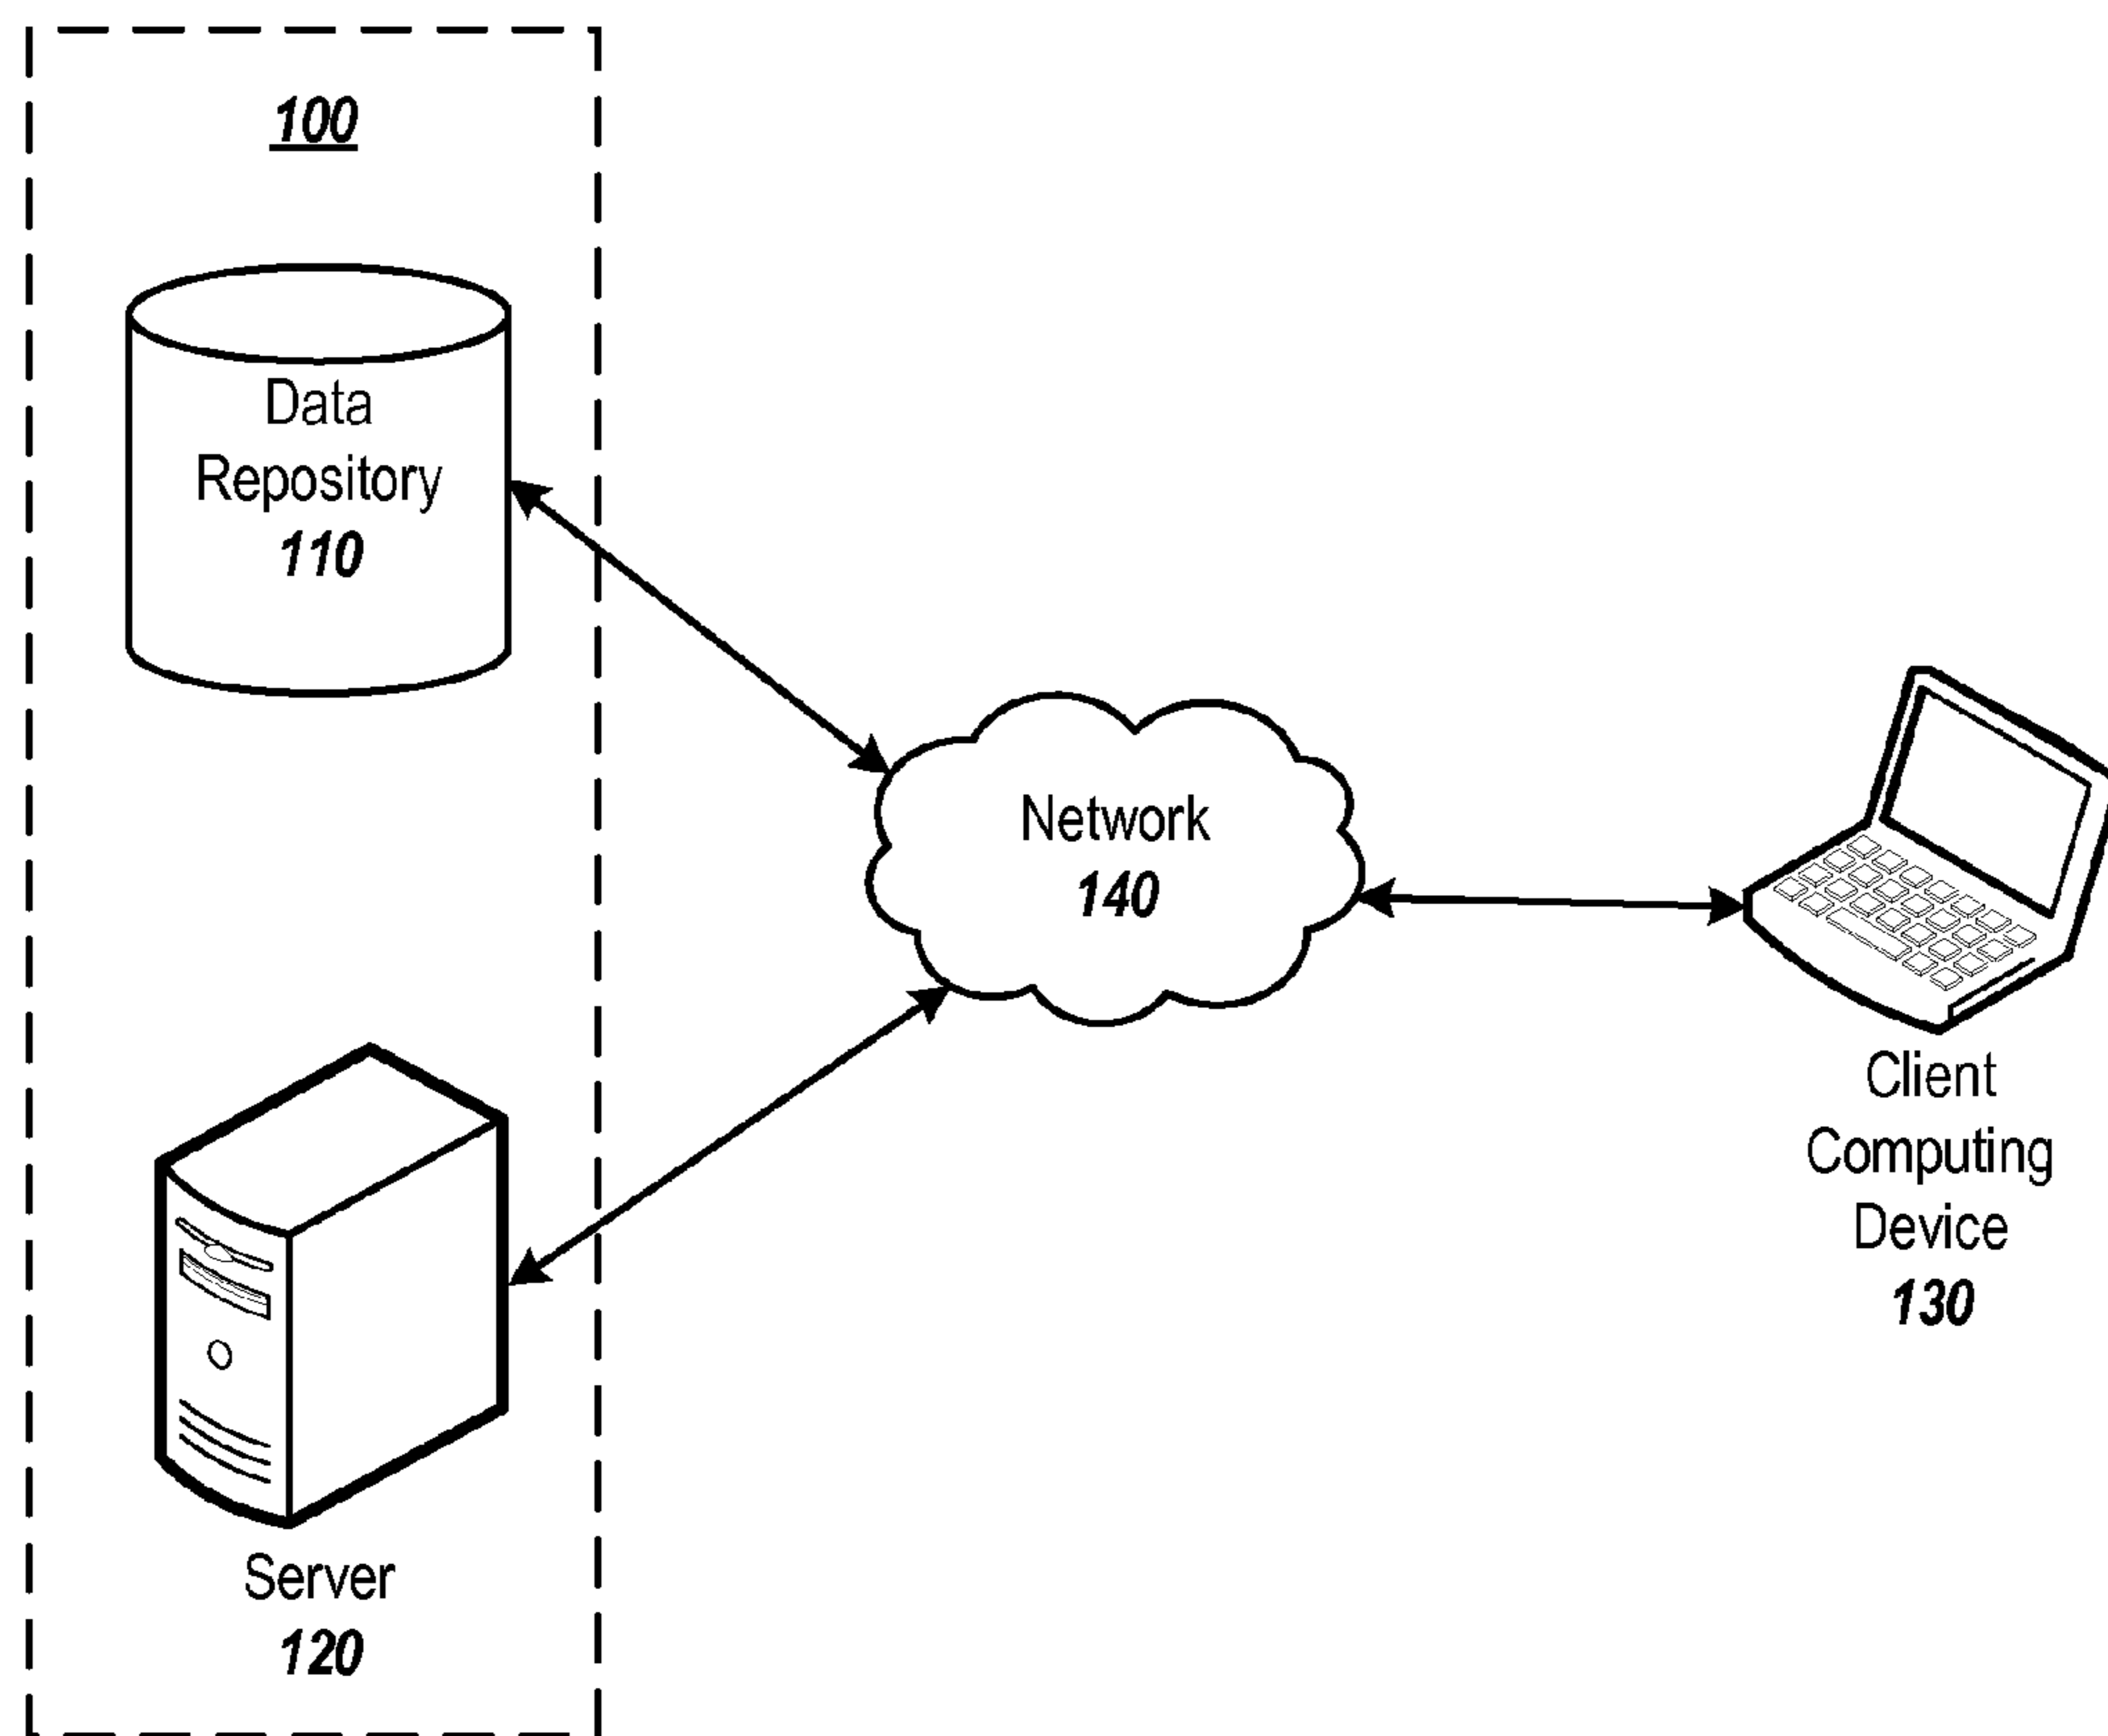 100
Data
Repository
110
Network
140
Client
Computing
Device
130
Server
120